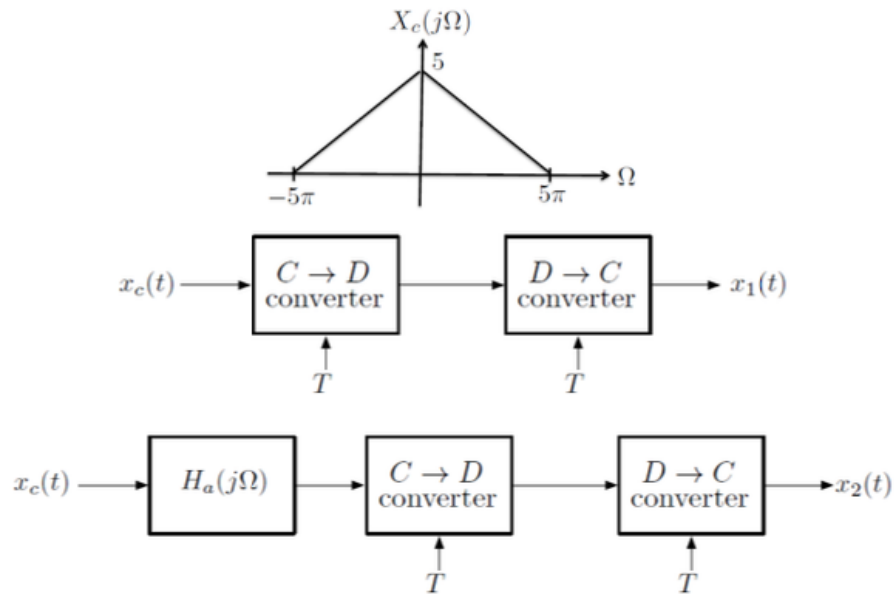 X_c(jΩ)
5
−5π 5π Ω
x_c(t) C → D converter D → C converter x_1(t)
T T
x_c(t) H_a(jΩ) C → D converter D → C converter x_2(t)
T T